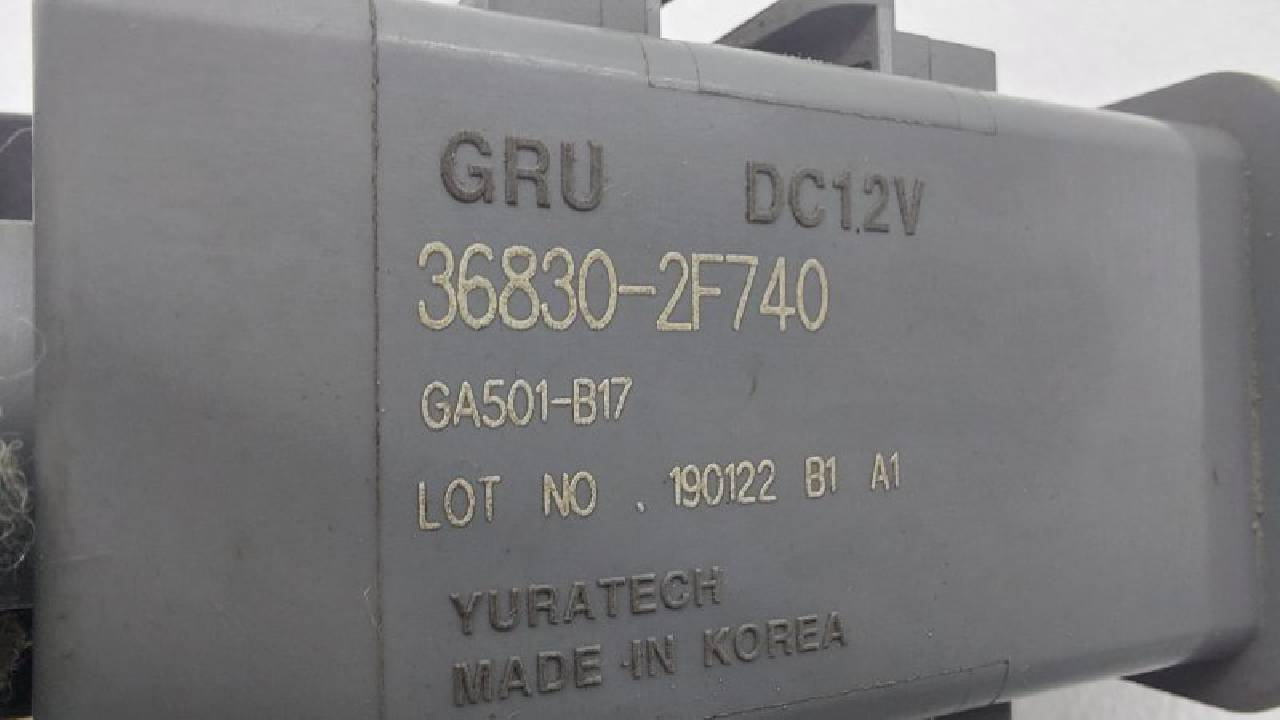 GRU DC12V
36830-2F740
GA501-B17
LOT NO . 190122 B1 A1
YURATECH
MADE IN KOREA